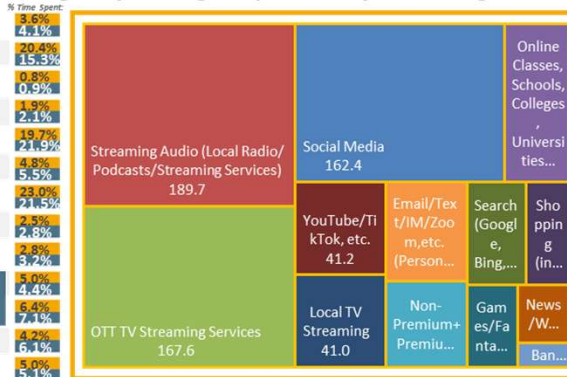 % Time Spent:
3.6%
4.1%
20.4%
15.3%
0.8%
0.9%
1.9%
2.1%
19.7%
21.9%
4.8%
5.5%
23.0%
21.5%
2.5%
2.8%
2.8%
3.2%
5.0%
4.4%
6.4%
7.1%
4.2%
6.1%
5.0%
5.1%
Streaming Audio (Local Radio/
Podcasts/Streaming Services)
189.7
OTT TV Streaming Services
167.6
Social Media
162.4
Online
Classes,
Schools,
Colleges
,
Universi
ties...
YouTube/Ti
kTok, etc.
41.2
Email/Tex
t/IM/Zoo
m,etc.
(Person...
Search
(Googl
e,
Bing,...
Sho
ppin
g
(in...
Local TV
Streaming
41.0
Non-
Premium+
Premiu...
Gam
es/Fa
nta...
News
/W...
Ban...